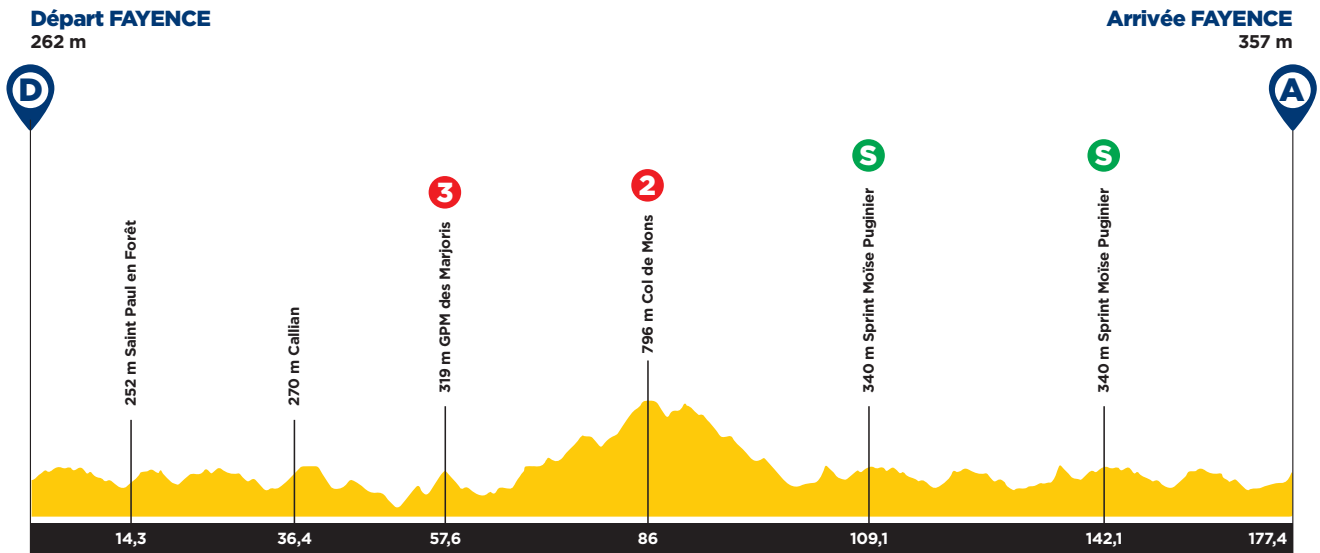 Départ FAYENCE
262 m
Arrivée FAYENCE
357 m
D
A
252 m Saint Paul en Forêt
270 m Callian
3
319 m GPM des Marjoris
2
796 m Col de Mons
S
340 m Sprint Moïse Puginier
S
340 m Sprint Moïse Puginier
14,3
36,4
57,6
86
109,1
142,1
177,4